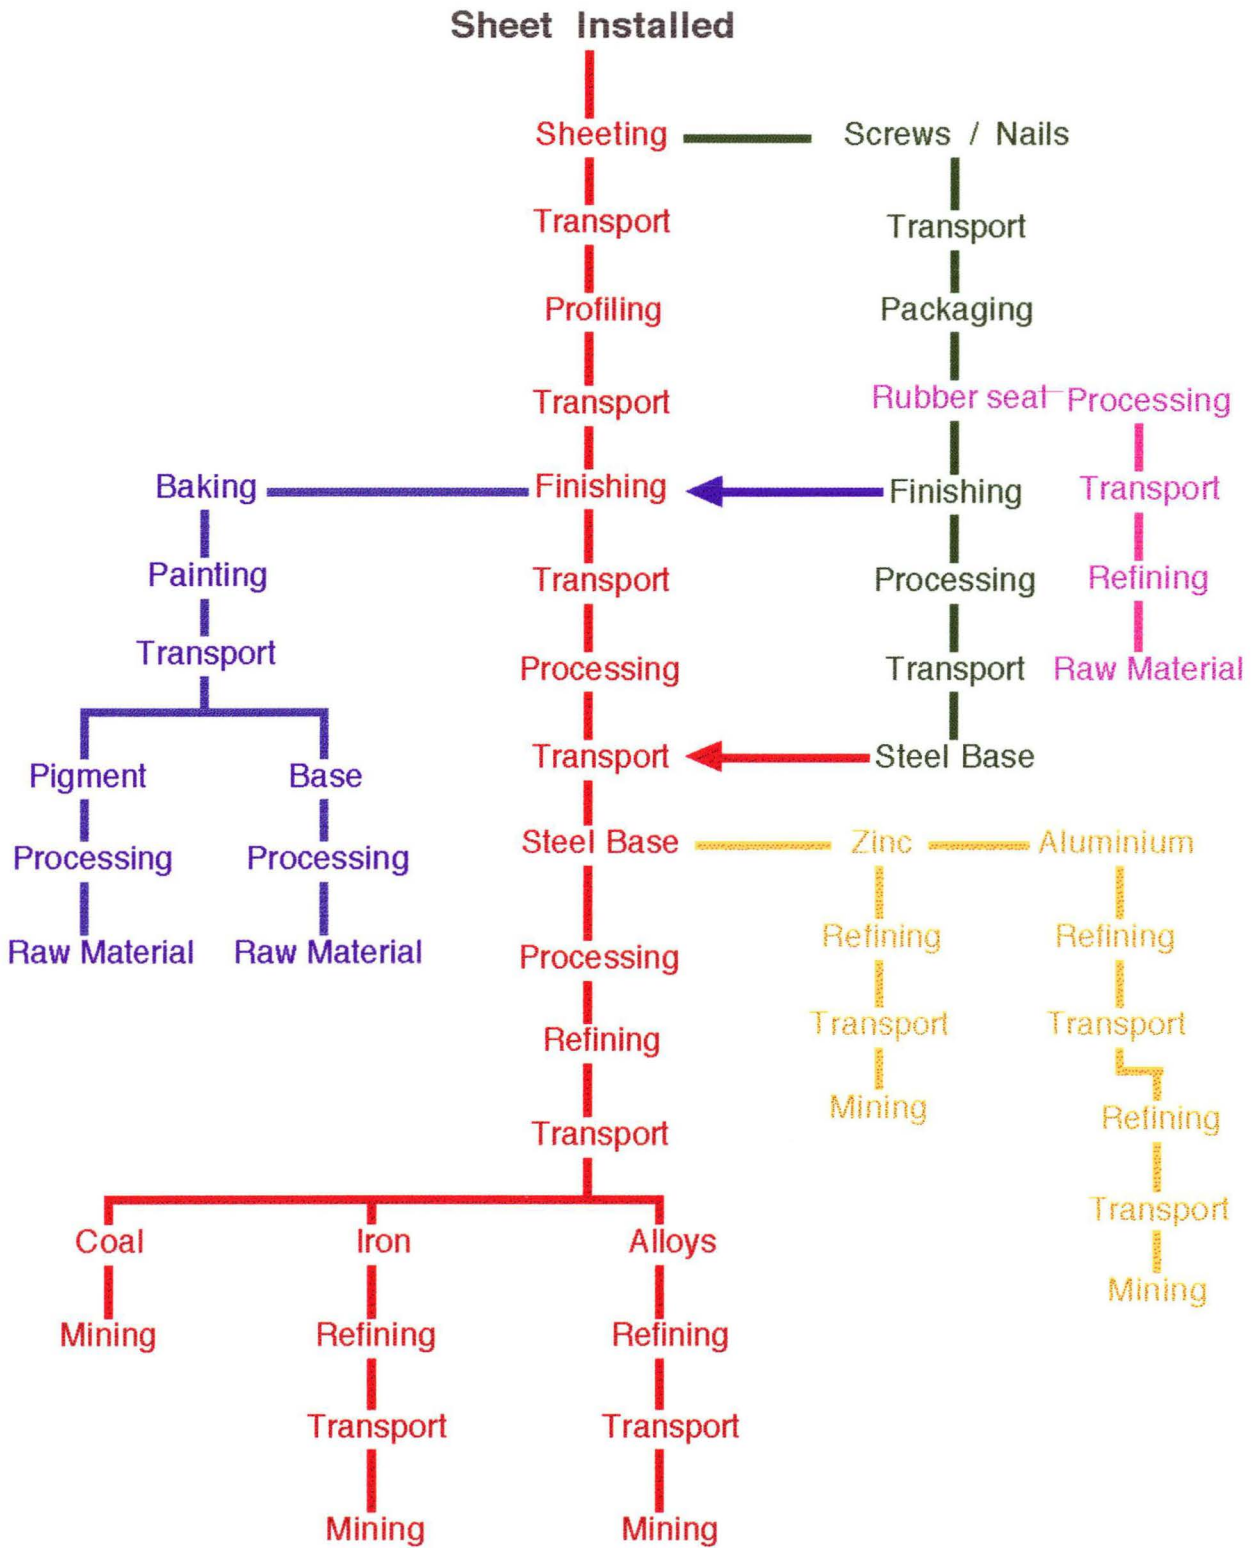 Sheet Installed
Sheeting
Screws / Nails
Transport
Transport
Profiling
Packaging
Transport
Rubber seat
Processing
Baking
Finishing
Finishing
Transport
Painting
Transport
Processing
Refining
Transport
Processing
Transport
Raw Material
Pigment
Base
Transport
Steel Base
Processing
Processing
Steel Base
Zinc
Aluminium
Raw Material
Raw Material
Processing
Refining
Refining
Refining
Transport
Transport
Transport
Mining
Refining
Coal
Iron
Alloys
Transport
Mining
Refining
Refining
Mining
Transport
Transport
Mining
Mining